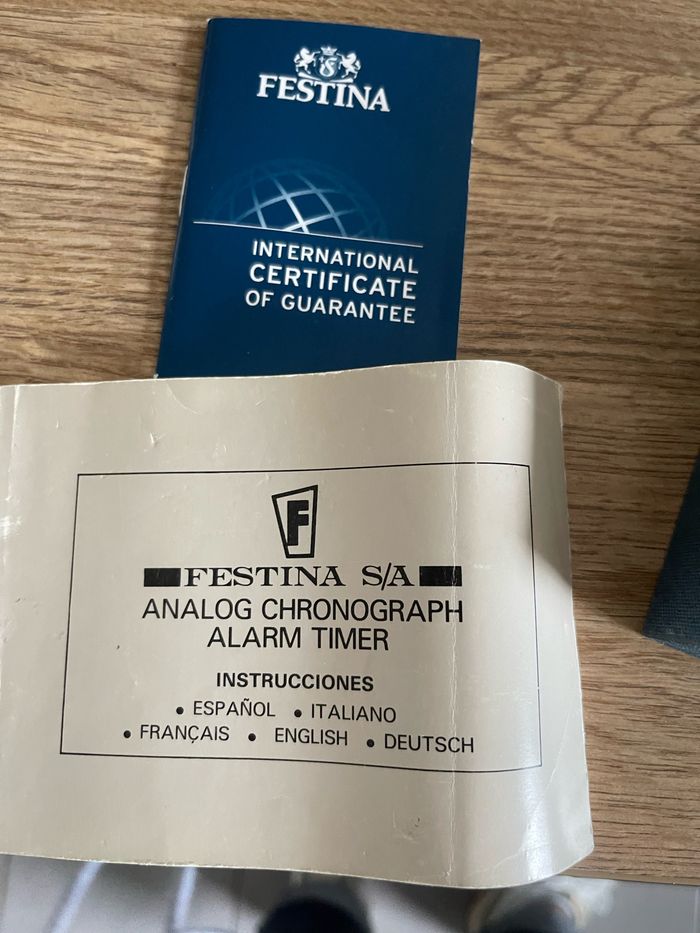 FESTINA
INTERNATIONAL
CERTIFICATE
OF GUARANTEE
F
FESTINA S/A
ANALOG CHRONOGRAPH
ALARM TIMER
INSTRUCCIONES
• ESPAÑOL • ITALIANO
• FRANÇAIS • ENGLISH • DEUTSCH